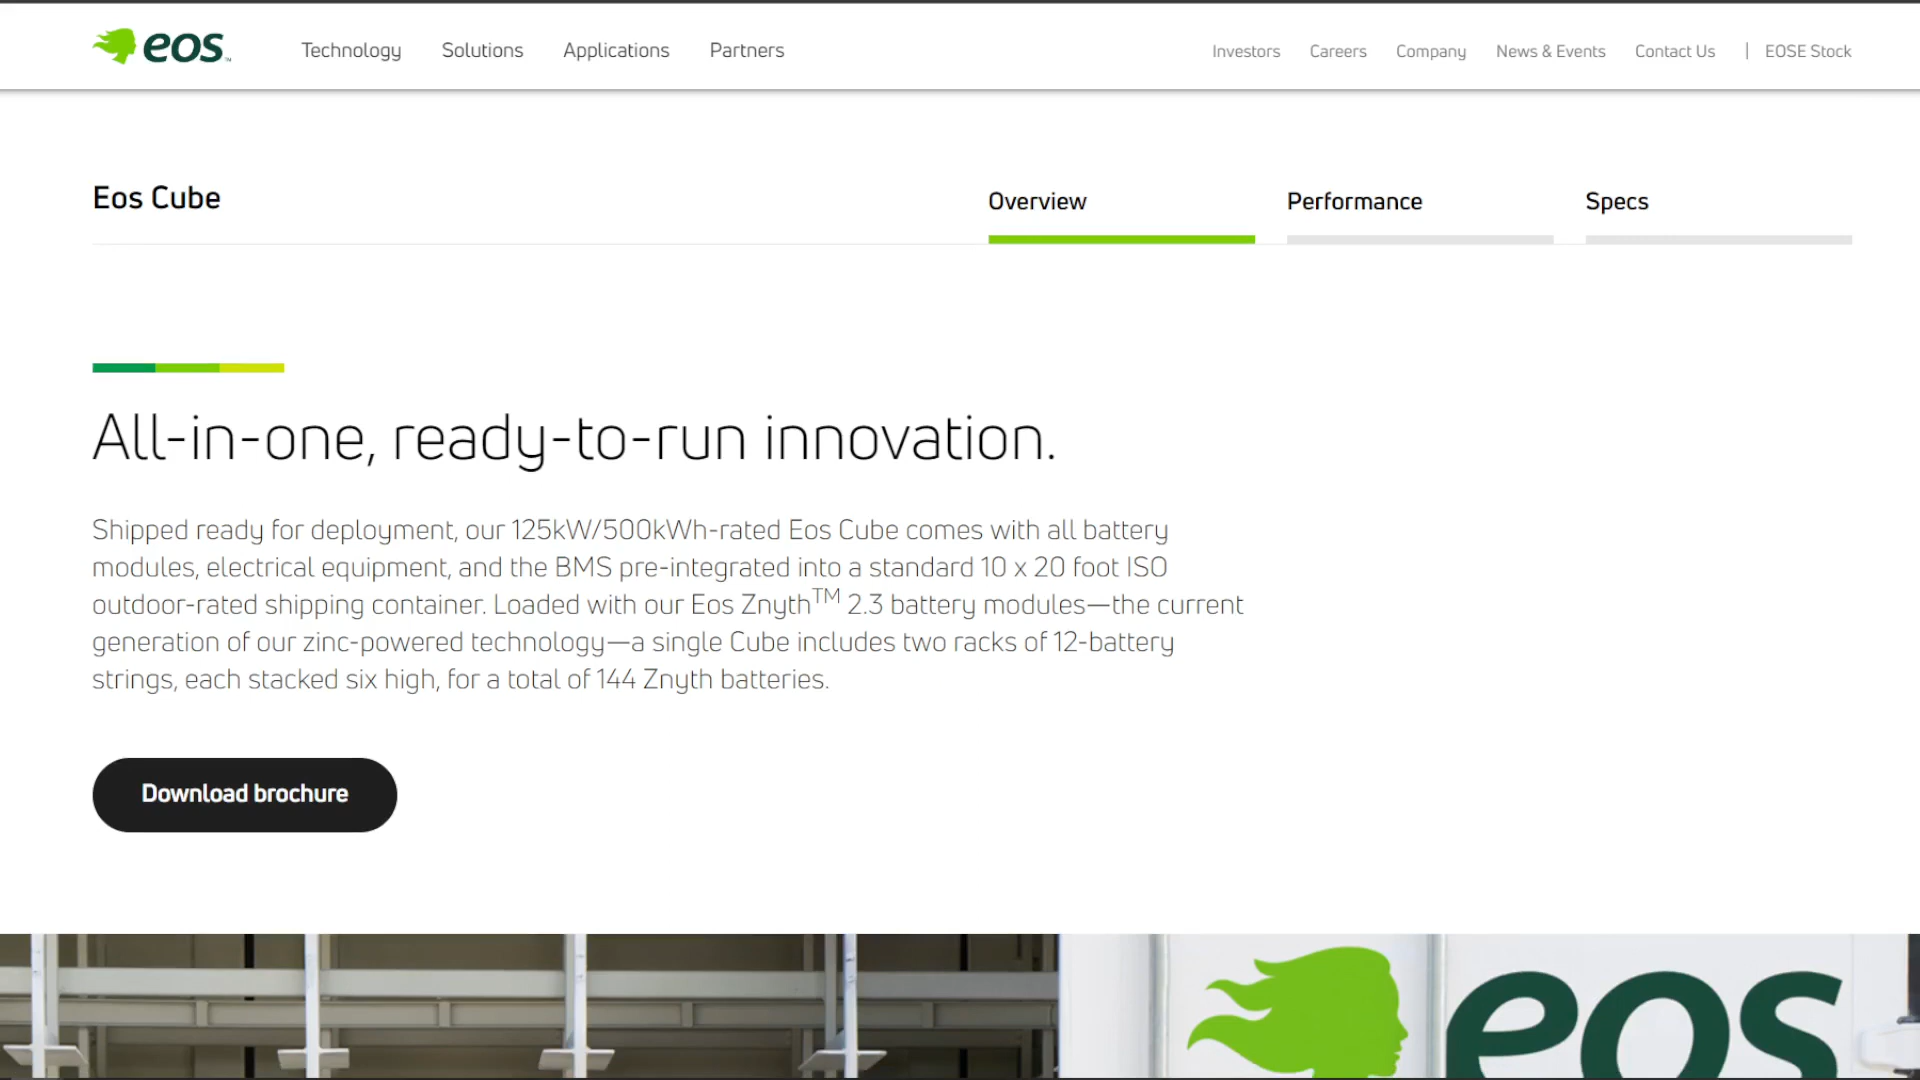 eos™
Technology
Solutions
Applications
Partners
Investors
Careers
Company
News & Events
Contact Us
|
EOSE Stock
Eos Cube
Overview
Performance
Specs
All-in-one, ready-to-run innovation.
Shipped ready for deployment, our 125kW/500kWh-rated Eos Cube comes with all battery
modules, electrical equipment, and the BMS pre-integrated into a standard 10 x 20 foot ISO
outdoor-rated shipping container. Loaded with our Eos Znyth™ 2.3 battery modules—the current
generation of our zinc-powered technology—a single Cube includes two racks of 12-battery
strings, each stacked six high, for a total of 144 Znyth batteries.
Download brochure
eos